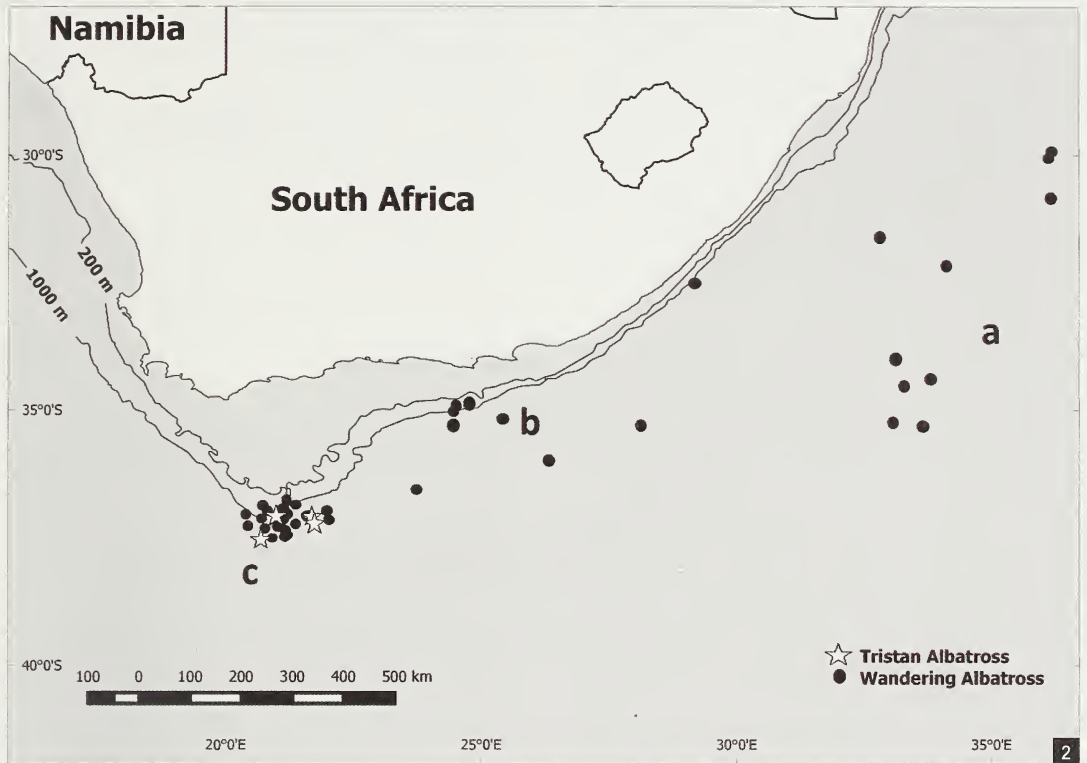 Namibia
30°0'S
South Africa
200 m
1000 m
a
35°0'S
b
c
40°0'S
100 0 100 200 300 400 500 km
Tristan Albatross
Wandering Albatross
20°0'E 25°0'E 30°0'E 35°0'E
2